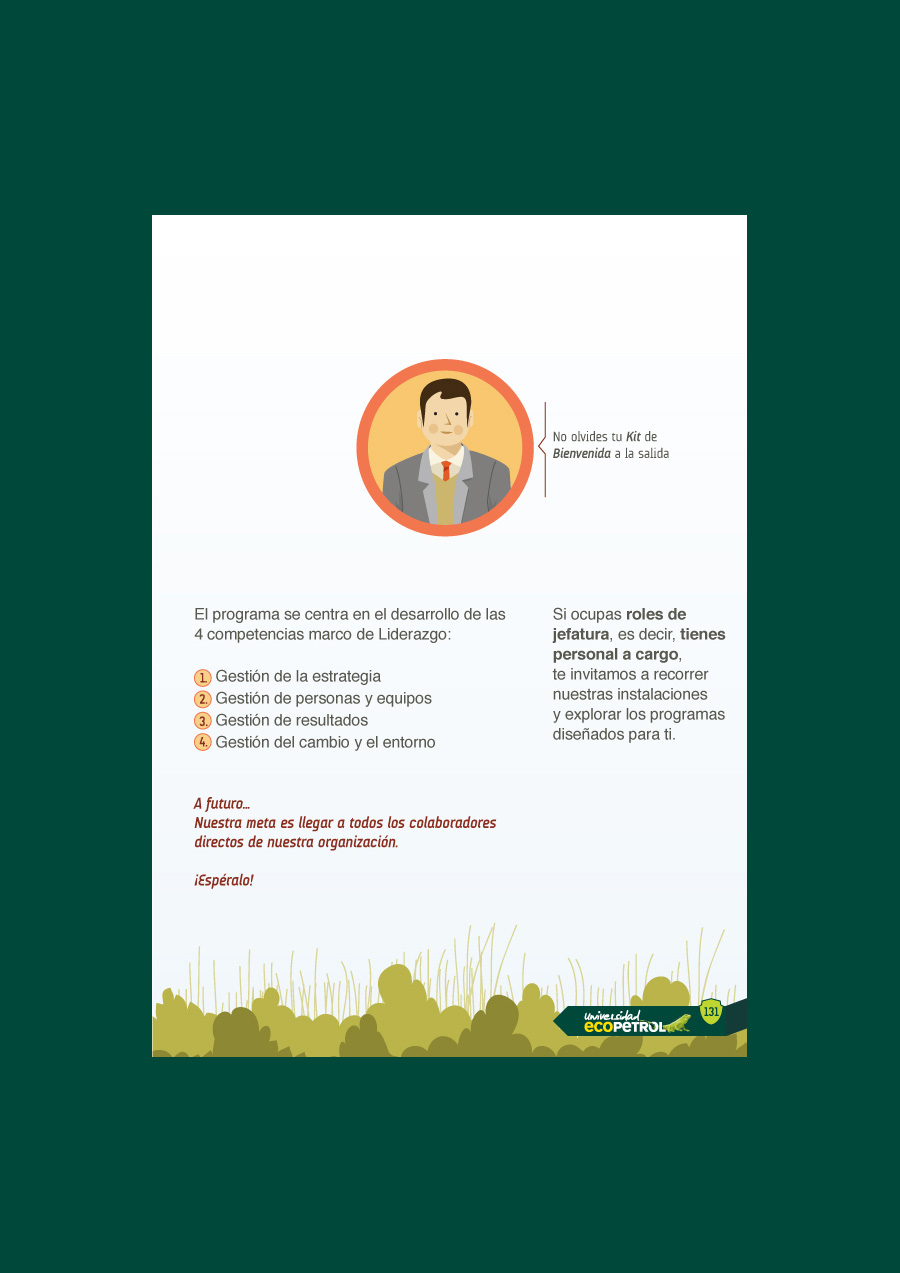 No olvides tu Kit de
Bienvenida a la salida
El programa se centra en el desarrollo de las
4 competencias marco de Liderazgo:
1. Gestión de la estrategia
2. Gestión de personas y equipos
3. Gestión de resultados
4. Gestión del cambio y el entorno
A futuro...
Nuestra meta es llegar a todos los colaboradores
directos de nuestra organización.
¡Espéralo!
Si ocupas roles de
jefatura, es decir, tienes
personal a cargo,
te invitamos a recorrer
nuestras instalaciones
y explorar los programas
diseñados para ti.
universidad
ecoPETROL
131